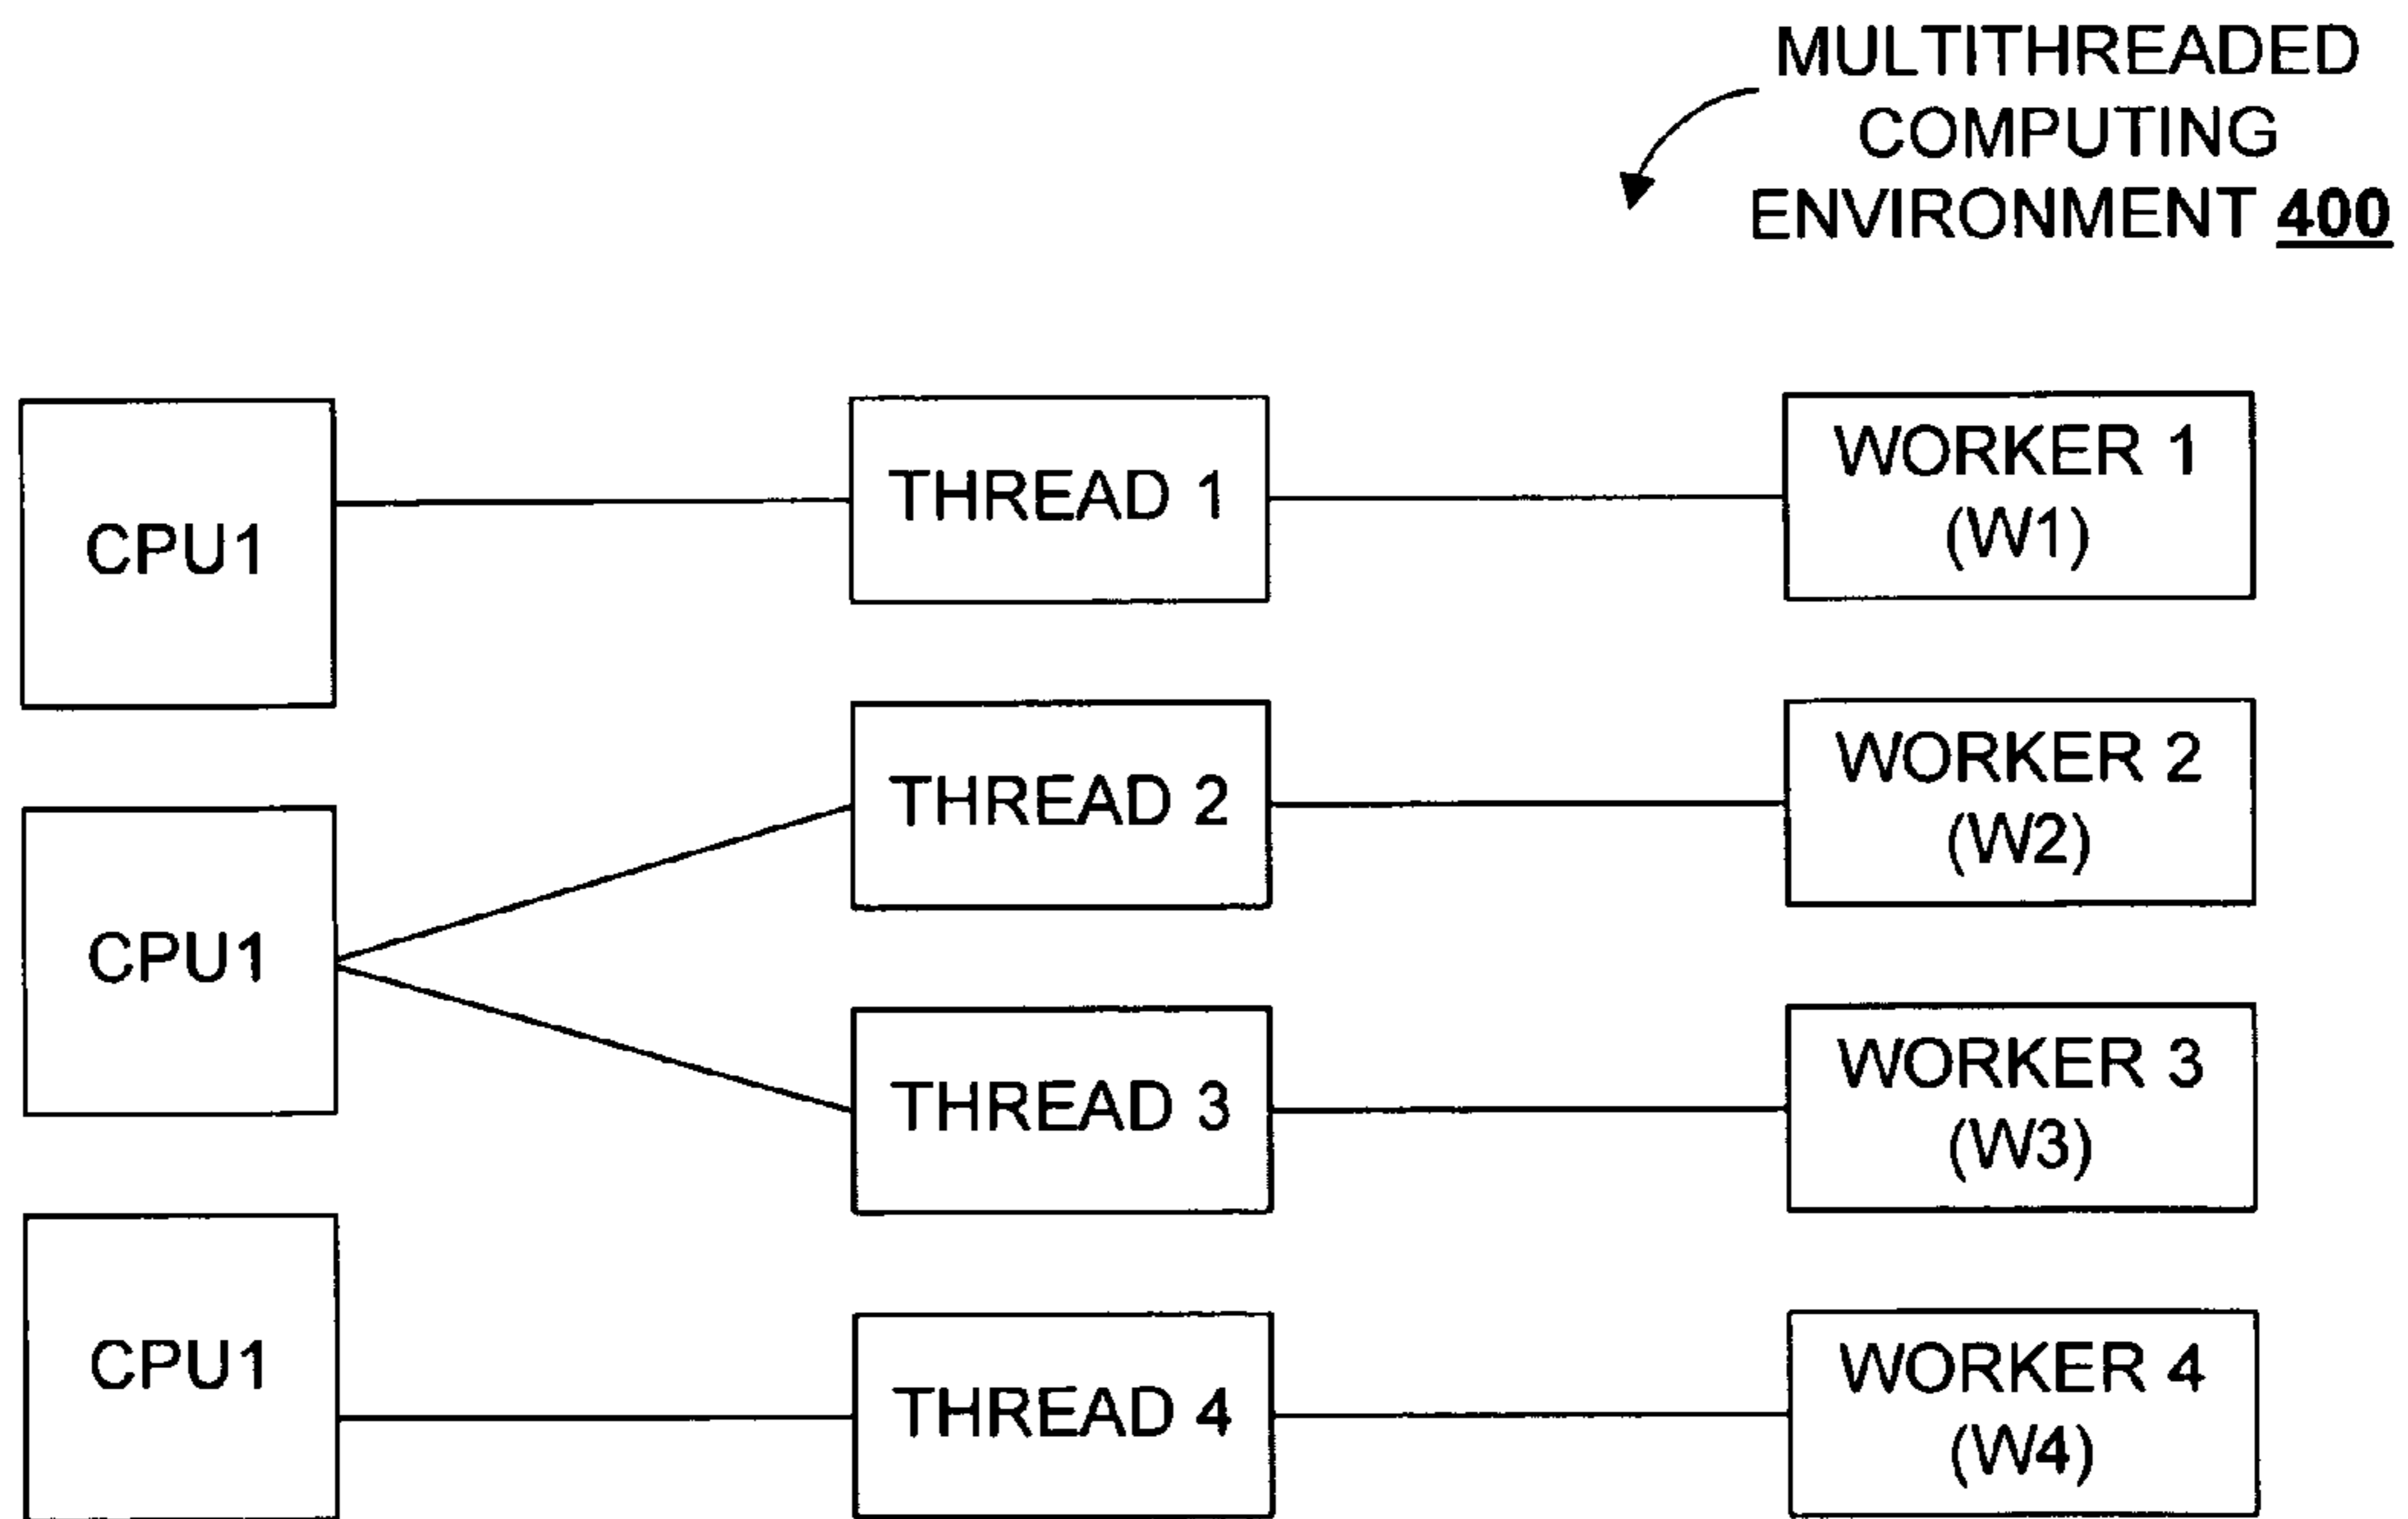 MULTITHREADED
COMPUTING
ENVIRONMENT 400
CPU1
THREAD 1
WORKER 1
(W1)
THREAD 2
WORKER 2
(W2)
CPU1
THREAD 3
WORKER 3
(W3)
CPU1
THREAD 4
WORKER 4
(W4)